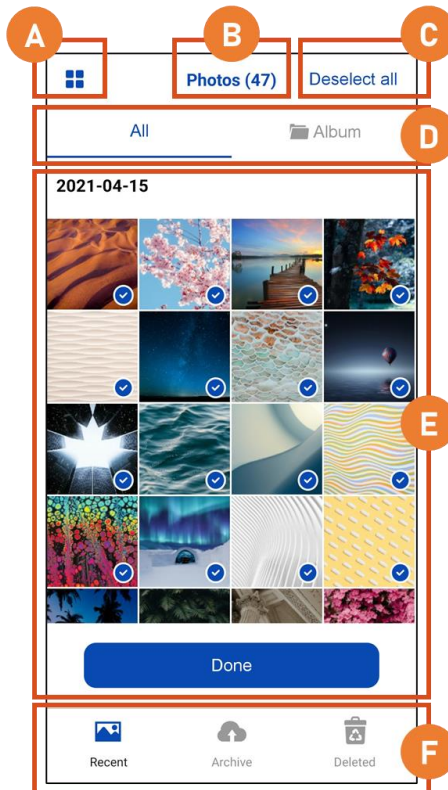 A
B
C
Photos (47)
Deselect all
All
Album
D
2021-04-15
E
Done
Recent
Archive
Deleted
F